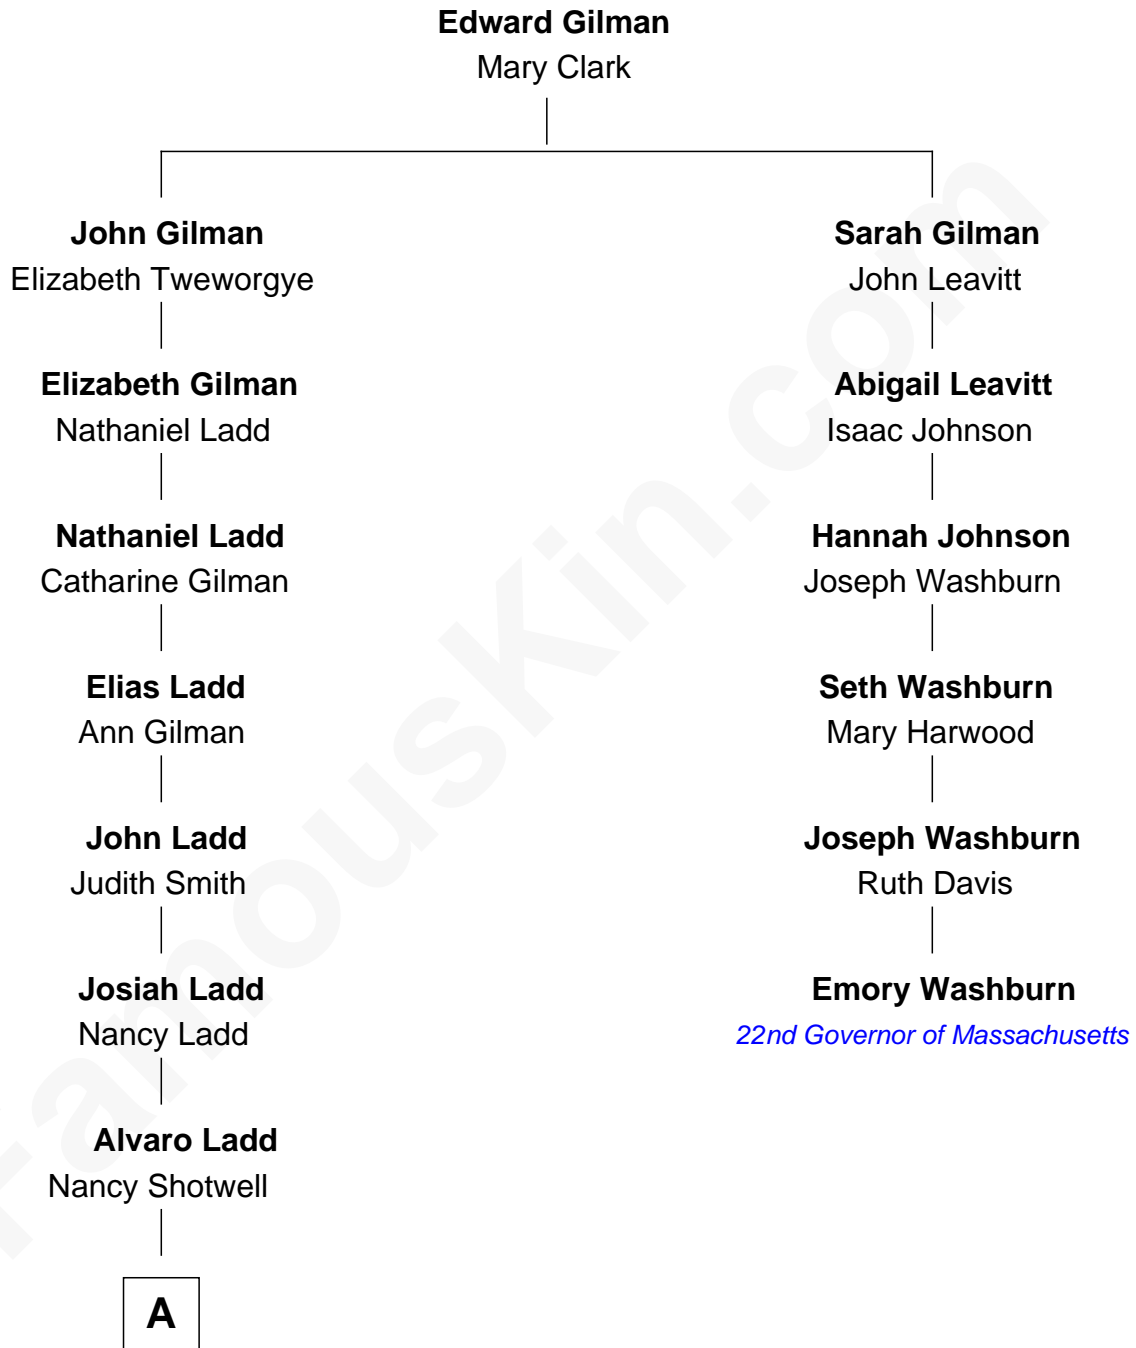 Edward Gilman
Mary Clark
John Gilman
Elizabeth Tweworgye
Elizabeth Gilman
Nathaniel Ladd
Nathaniel Ladd
Catharine Gilman
Elias Ladd
Ann Gilman
John Ladd
Judith Smith
Josiah Ladd
Nancy Ladd
Alvaro Ladd
Nancy Shotwell
A
Sarah Gilman
John Leavitt
Abigail Leavitt
Isaac Johnson
Hannah Johnson
Joseph Washburn
Seth Washburn
Mary Harwood
Joseph Washburn
Ruth Davis
Emory Washburn
22nd Governor of Massachusetts
FamousKin.com